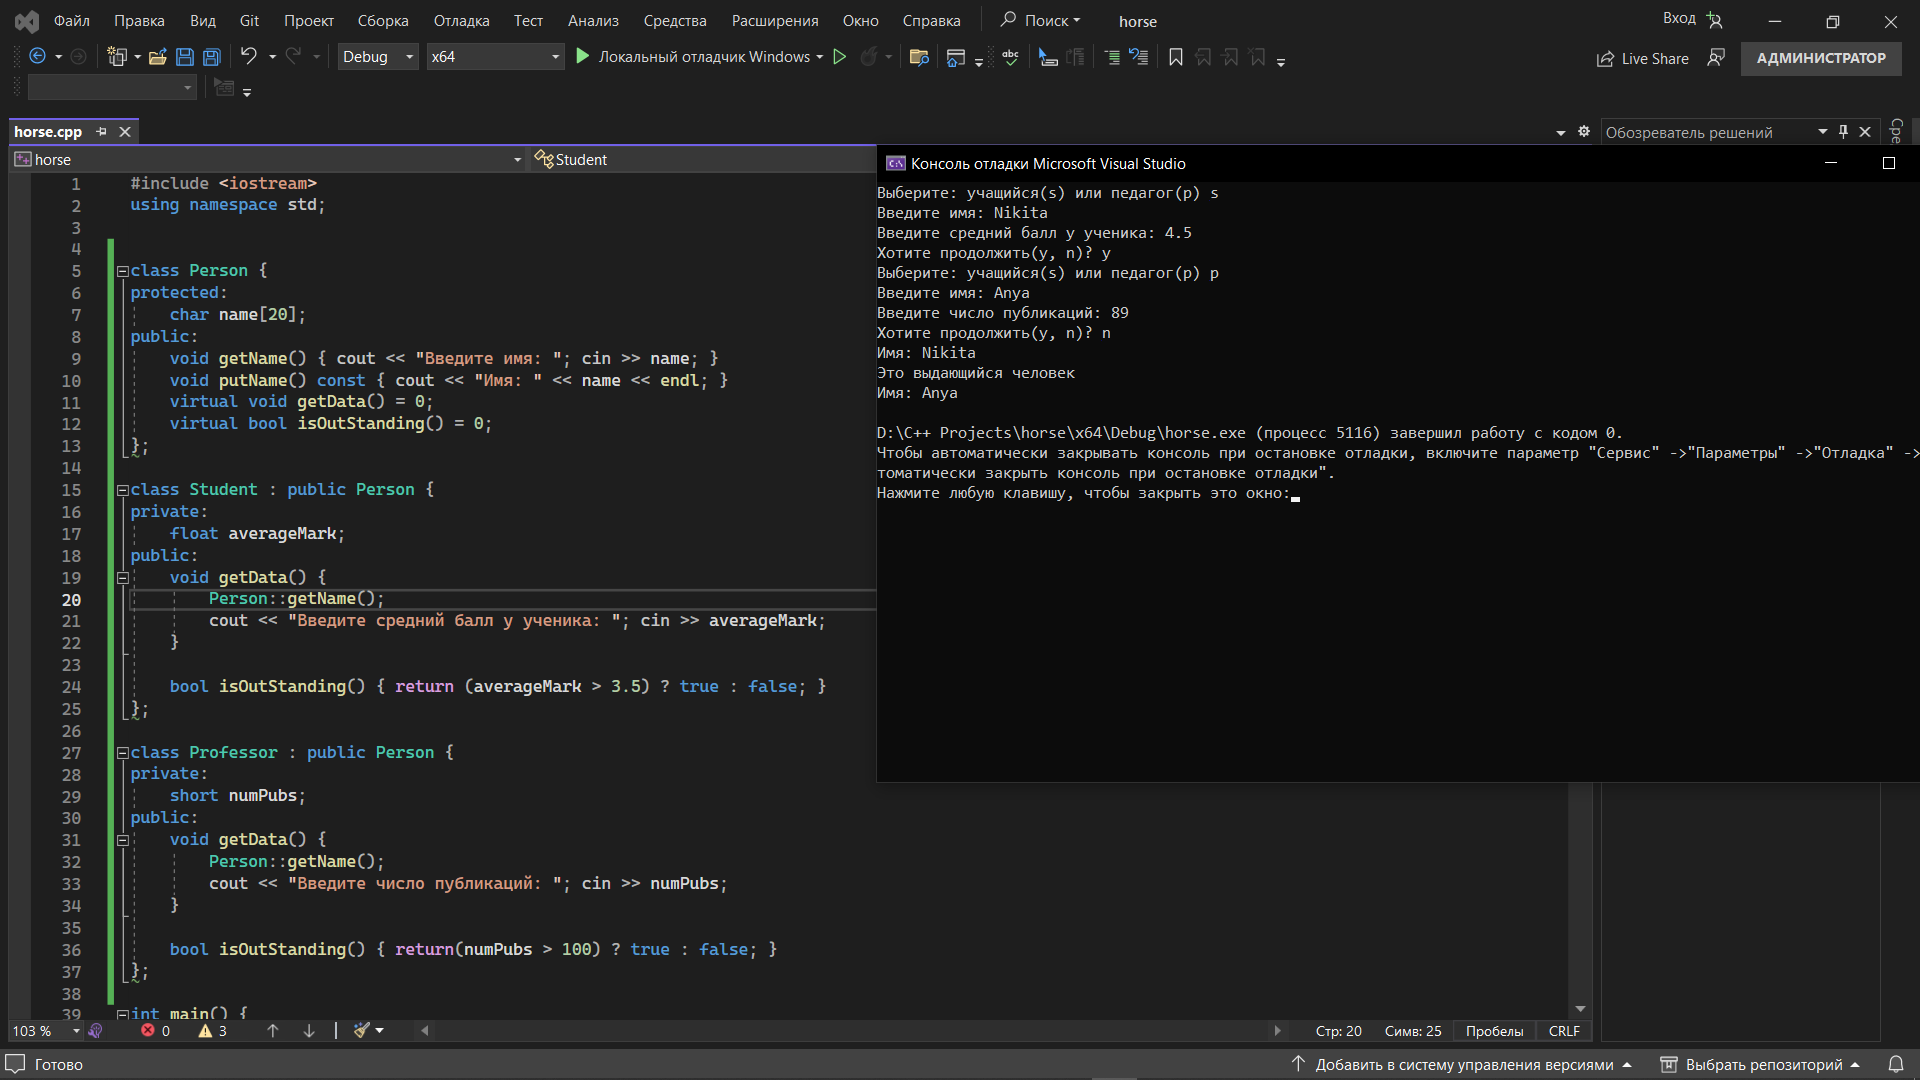 Файл Правка Вид Git Проект Сборка Отладка Тест Анализ Средства Расширения Окно Справка Поиск horse Вход
Debug x64 Локальный отладчик Windows abc Live Share АДМИНИСТРАТОР
horse.cpp Обозреватель решений
horse Student
1 #include <iostream>
2 using namespace std;
3
4
5 class Person {
6 protected:
7 char name[20];
8 public:
9 void getName() { cout << "Введите имя: "; cin >> name; }
10 void putName() const { cout << "Имя: " << name << endl; }
11 virtual void getData() = 0;
12 virtual bool isOutStanding() = 0;
13 };
14
15 class Student : public Person {
16 private:
17 float averageMark;
18 public:
19 void getData() {
20 Person::getName();
21 cout << "Введите средний балл у ученика: "; cin >> averageMark;
22 }
23
24 bool isOutStanding() { return (averageMark > 3.5) ? true : false; }
25 };
26
27 class Professor : public Person {
28 private:
29 short numPubs;
30 public:
31 void getData() {
32 Person::getName();
33 cout << "Введите число публикаций: "; cin >> numPubs;
34 }
35
36 bool isOutStanding() { return(numPubs > 100) ? true : false; }
37 };
38
39 int main() {
Консоль отладки Microsoft Visual Studio
Выберите: учащийся(s) или педагог(p) s
Введите имя: Nikita
Введите средний балл у ученика: 4.5
Хотите продолжить(y, n)? y
Выберите: учащийся(s) или педагог(p) p
Введите имя: Anya
Введите число публикаций: 89
Хотите продолжить(y, n)? n
Имя: Nikita
Это выдающийся человек
Имя: Anya
D:\C++ Projects\horse\x64\Debug\horse.exe (процесс 5116) завершил работу с кодом 0.
Чтобы автоматически закрывать консоль при остановке отладки, включите параметр "Сервис" ->"Параметры" ->"Отладка" ->
томатически закрыть консоль при остановке отладки".
Нажмите любую клавишу, чтобы закрыть это окно:
103 % 0 3 Стр: 20 Симв: 25 Пробелы CRLF
Готово Добавить в систему управления версиями Выбрать репозиторий